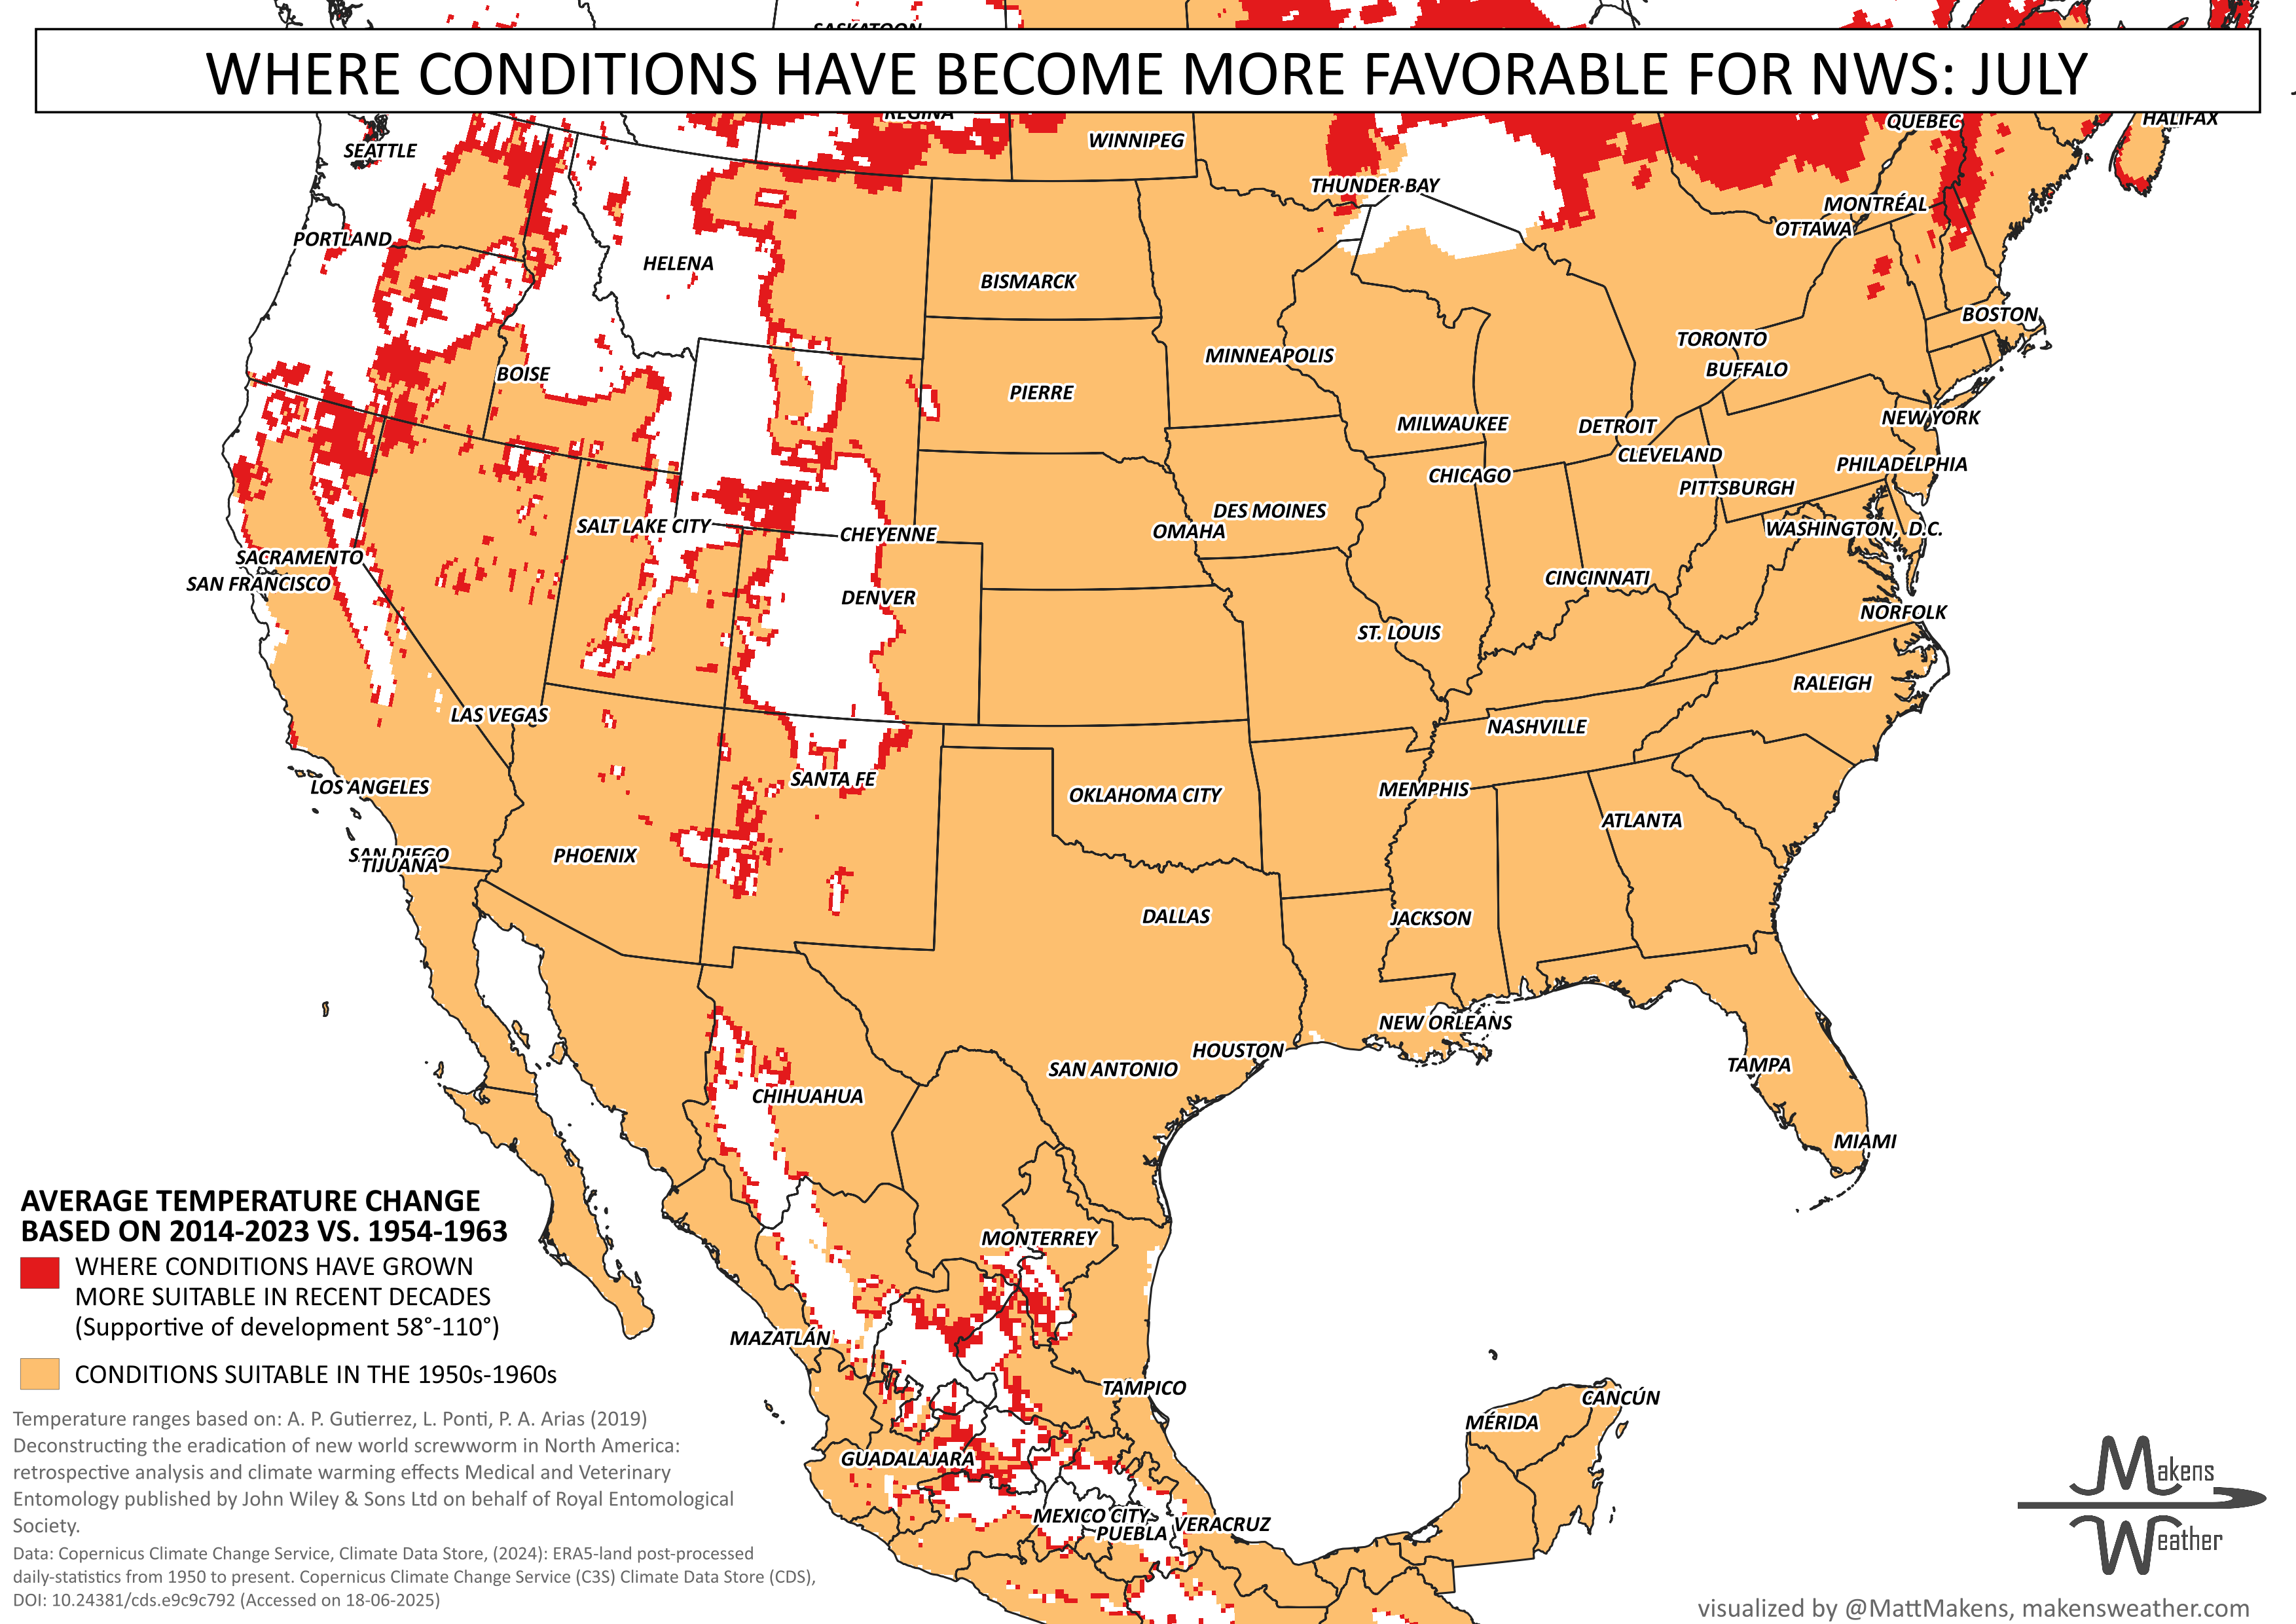 SASKATOON
WHERE CONDITIONS HAVE BECOME MORE FAVORABLE FOR NWS: JULY
REGINA
WINNIPEG
QUEBEC
HALIFAX
SEATTLE
THUNDER BAY
MONTRÉAL
OTTAWA
PORTLAND
HELENA
BISMARCK
BOSTON
TORONTO
MINNEAPOLIS
BUFFALO
BOISE
PIERRE
NEW YORK
MILWAUKEE
DETROIT
CLEVELAND
PHILADELPHIA
CHICAGO
PITTSBURGH
DES MOINES
SALT LAKE CITY
CHEYENNE
OMAHA
WASHINGTON, D.C.
SACRAMENTO
SAN FRANCISCO
CINCINNATI
DENVER
NORFOLK
ST. LOUIS
RALEIGH
LAS VEGAS
NASHVILLE
SANTA FE
LOS ANGELES
OKLAHOMA CITY
MEMPHIS
ATLANTA
SAN DIEGO
TIJUANA
PHOENIX
DALLAS
JACKSON
NEW ORLEANS
HOUSTON
SAN ANTONIO
TAMPA
CHIHUAHUA
MIAMI
MONTERREY
MAZATLÁN
TAMPICO
CANCÚN
MÉRIDA
GUADALAJARA
MEXICO CITY
PUEBLA
VERACRUZ
AVERAGE TEMPERATURE CHANGE
BASED ON 2014-2023 VS. 1954-1963
WHERE CONDITIONS HAVE GROWN
MORE SUITABLE IN RECENT DECADES
(Supportive of development 58°-110°)
CONDITIONS SUITABLE IN THE 1950s-1960s
Temperature ranges based on: A. P. Gutierrez, L. Ponti, P. A. Arias (2019)
Deconstructing the eradication of new world screwworm in North America:
retrospective analysis and climate warming effects Medical and Veterinary
Entomology published by John Wiley & Sons Ltd on behalf of Royal Entomological
Society.
Data: Copernicus Climate Change Service, Climate Data Store, (2024): ERA5-land post-processed
daily-statistics from 1950 to present. Copernicus Climate Change Service (C3S) Climate Data Store (CDS),
DOI: 10.24381/cds.e9c9c792 (Accessed on 18-06-2025)
Makens
Weather
visualized by @MattMakens, makensweather.com